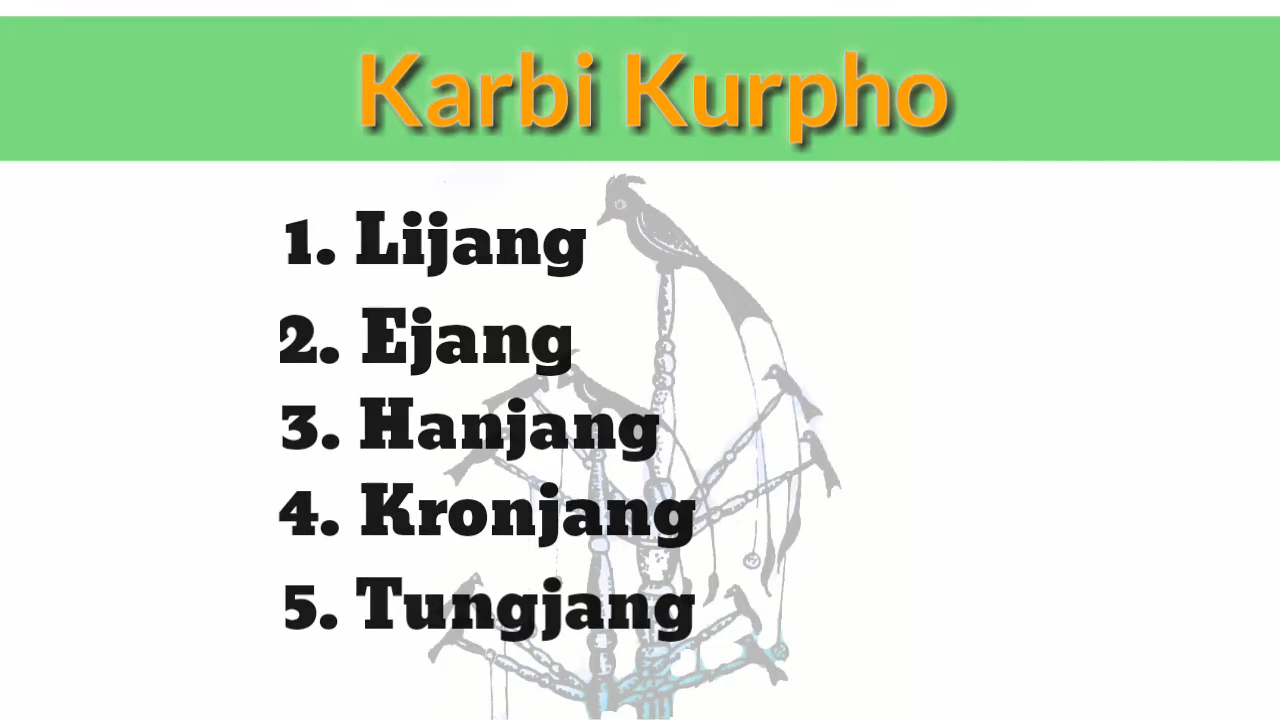 Karbi Kurpho
1. Lijang
2. Ejang
3. Hanjang
4. Kronjang
5. Tungjang